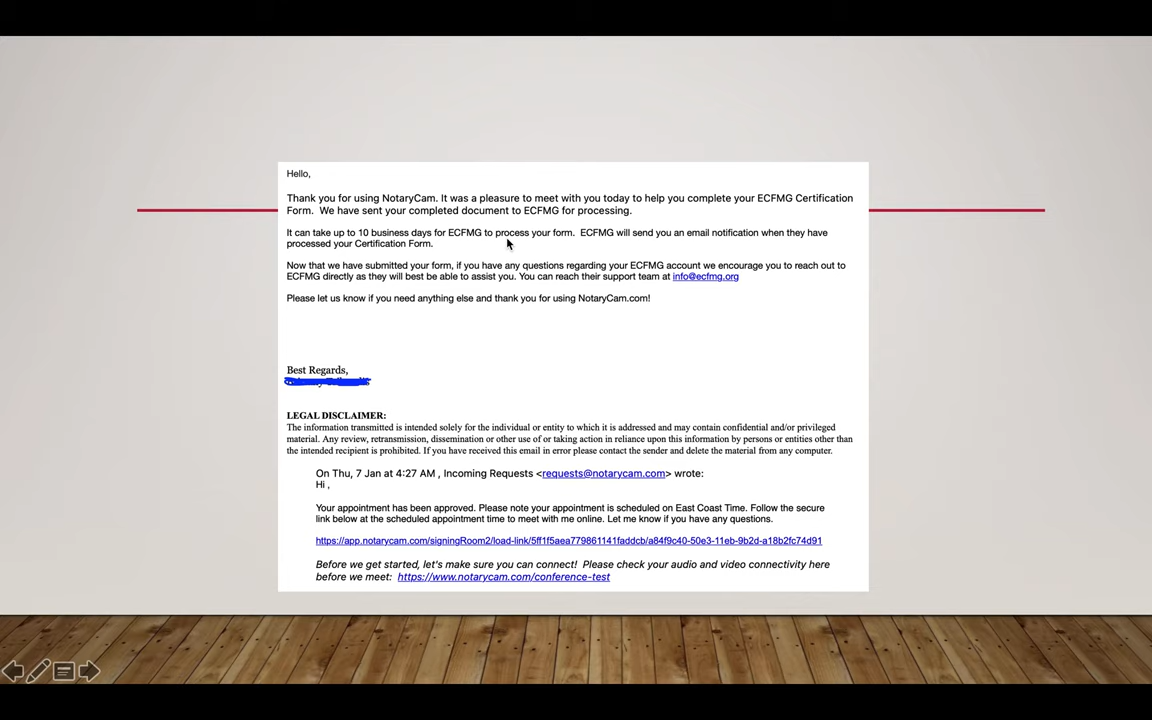 Hello,
Thank you for using NotaryCam. It was a pleasure to meet with you today to help you complete your ECFMG Certification
Form.  We have sent your completed document to ECFMG for processing.
It can take up to 10 business days for ECFMG to process your form.  ECFMG will send you an email notification when they have
processed your Certification Form.
Now that we have submitted your form, if you have any questions regarding your ECFMG account we encourage you to reach out to
ECFMG directly as they will best be able to assist you. You can reach their support team at info@ecfmg.org
Please let us know if you need anything else and thank you for using NotaryCam.com!
Best Regards,
LEGAL DISCLAIMER:
The information transmitted is intended solely for the individual or entity to which it is addressed and may contain confidential and/or privileged
material. Any review, retransmission, dissemination or other use of or taking action in reliance upon this information by persons or entities other than
the intended recipient is prohibited. If you have received this email in error please contact the sender and delete the material from any computer.
On Thu, 7 Jan at 4:27 AM , Incoming Requests <requests@notarycam.com> wrote:
Hi ,
Your appointment has been approved. Please note your appointment is scheduled on East Coast Time. Follow the secure
link below at the scheduled appointment time to meet with me online. Let me know if you have any questions.
https://app.notarycam.com/signingRoom2/load-link/5ff1f5aea779861141faddcb/a84f9c40-50e3-11eb-9b2d-a18b2fc74d91
Before we get started, let's make sure you can connect!  Please check your audio and video connectivity here
before we meet:  https://www.notarycam.com/conference-test